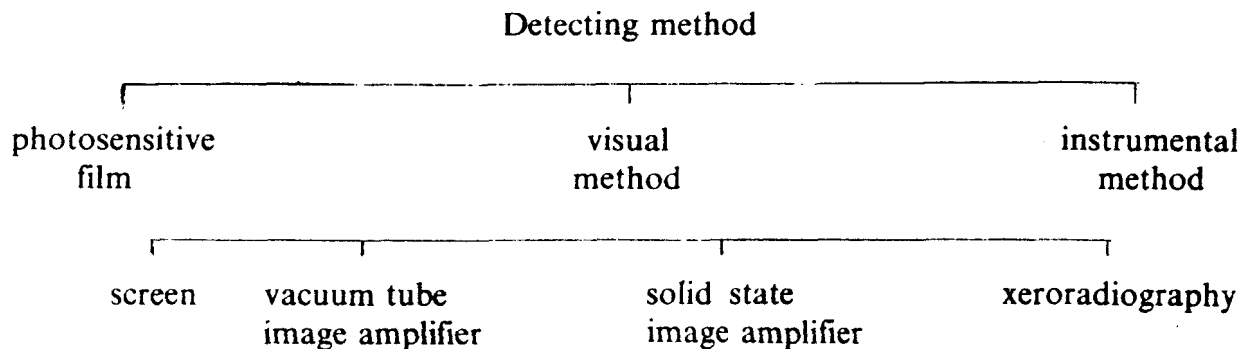 Detecting method
photosensitive film
visual method
instrumental method
screen
vacuum tube image amplifier
solid state image amplifier
xeroradiography